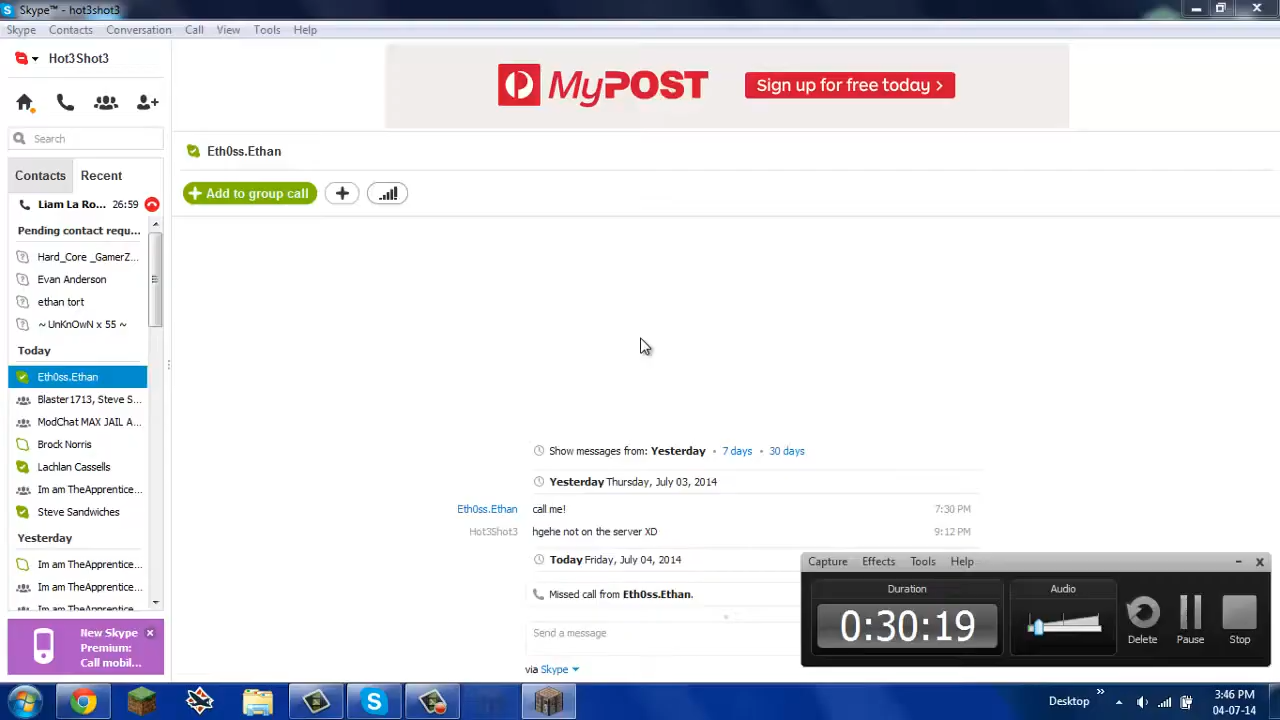 Skype™ - hot3shot3
Skype Contacts Conversation Call View Tools Help
Hot3Shot3
Search
Contacts Recent
Liam La Ro... 26:59
Pending contact requ...
Hard_Core _GamerZ...
Evan Anderson
ethan tort
~ UnKnOwN x 55 ~
Today
Eth0ss.Ethan
Blaster1713, Steve S...
ModChat MAX JAIL A...
Brock Norris
Lachlan Cassells
Im am TheApprentice...
Steve Sandwiches
Yesterday
Im am TheApprentice...
Im am TheApprentice...
Im am TheApprentice...
New Skype
Premium:
Call mobil...
MyPOST
Sign up for free today >
Eth0ss.Ethan
Add to group call
Show messages from: Yesterday • 7 days • 30 days
Yesterday Thursday, July 03, 2014
Eth0ss.Ethan call me! 7:30 PM
Hot3Shot3 hgehe not on the server XD 9:12 PM
Today Friday, July 04, 2014
Missed call from Eth0ss.Ethan.
Send a message
via Skype
Capture Effects Tools Help
Duration
0:30:19
Audio
Delete Pause Stop
Desktop
3:46 PM
04-07-14